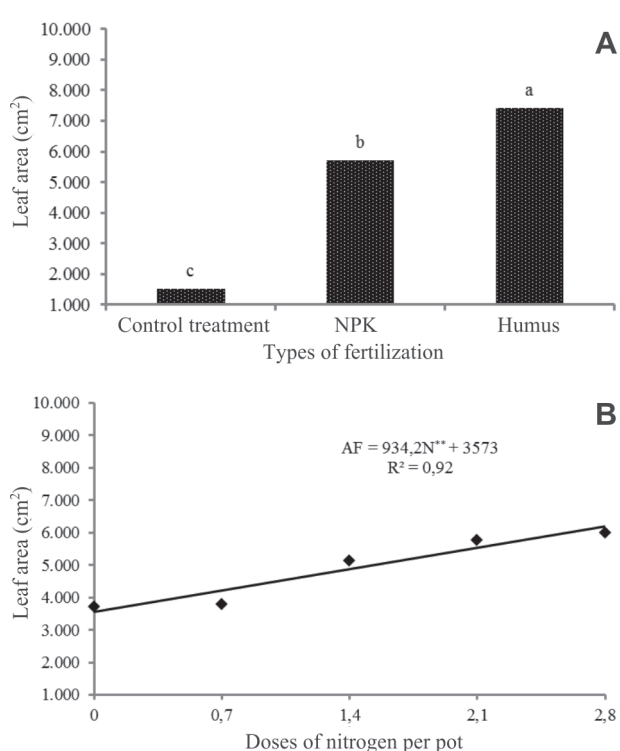 A
10.000
9.000
8.000
7.000
6.000
5.000
4.000
3.000
2.000
1.000
Leaf area (cm²)
a
b
c
Control treatment NPK Humus
Types of fertilization
B
10.000
9.000
8.000
7.000
6.000
5.000
4.000
3.000
2.000
1.000
Leaf area (cm²)
AF = 934,2N** + 3573
R² = 0,92
0 0,7 1,4 2,1 2,8
Doses of nitrogen per pot